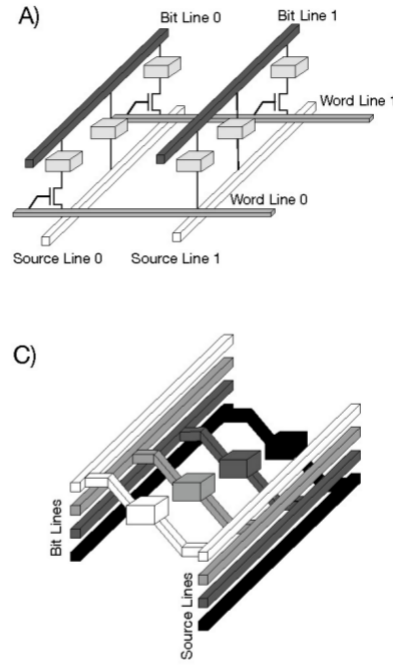 A)
Bit Line 0
Bit Line 1
Word Line 1
Word Line 0
Source Line 0
Source Line 1
C)
Bit Lines
Source Lines